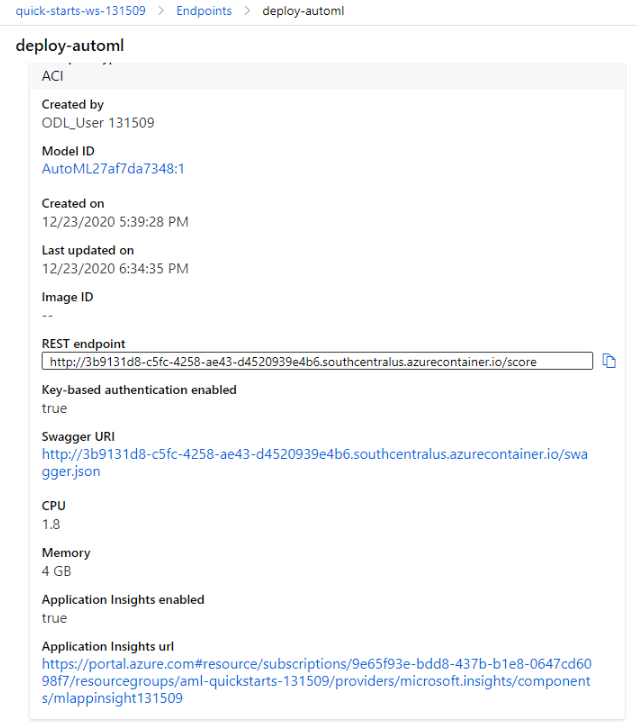 quick-starts-ws-131509 > Endpoints > deploy-automl
deploy-automl
ACI
Created by
ODL_User 131509
Model ID
AutoML27af7da7348:1
Created on
12/23/2020 5:39:28 PM
Last updated on
12/23/2020 6:34:35 PM
Image ID
--
REST endpoint
http://3b9131d8-c5fc-4258-ae43-d4520939e4b6.southcentralus.azurecontainer.io/score
Key-based authentication enabled
true
Swagger URI
http://3b9131d8-c5fc-4258-ae43-d4520939e4b6.southcentralus.azurecontainer.io/swa
gger.json
CPU
1.8
Memory
4 GB
Application Insights enabled
true
Application Insights url
https://portal.azure.com#resource/subscriptions/9e65f93e-bdd8-437b-b1e8-0647cd60
98f7/resourcegroups/aml-quickstarts-131509/providers/microsoft.insights/component
s/mlappinsight131509